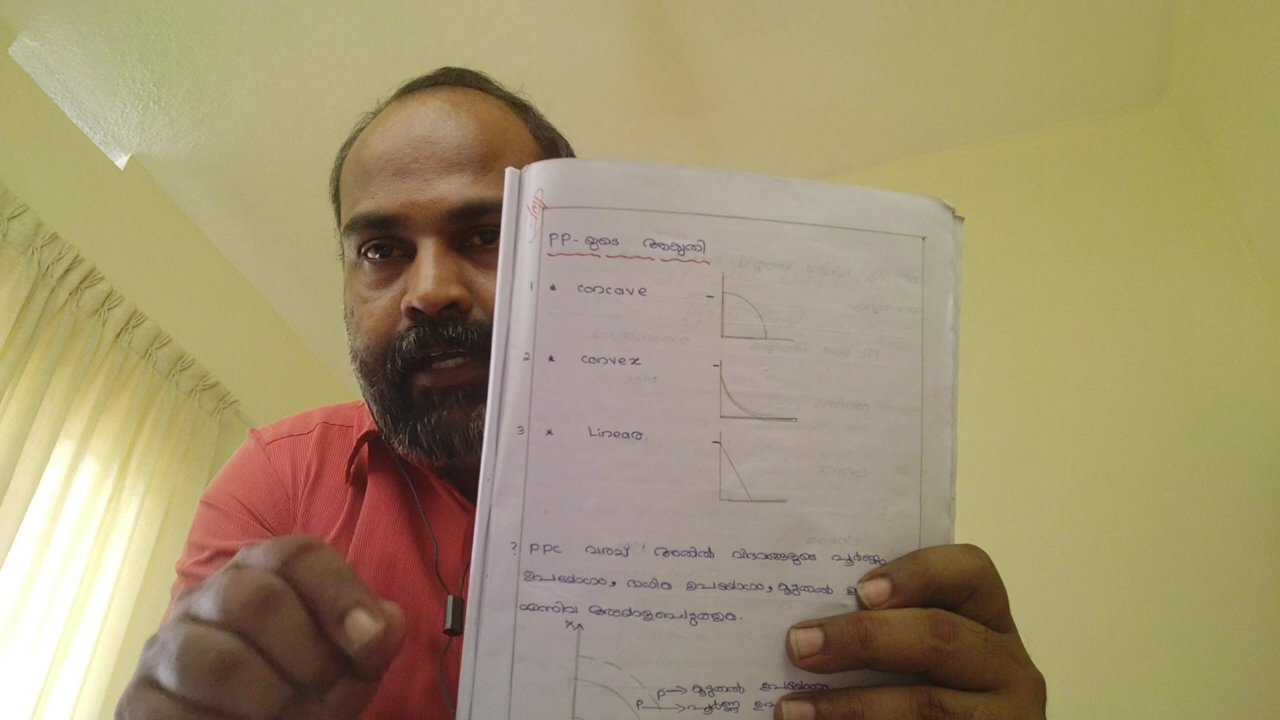 PP- യുടെ ആകൃതി
1 * concave
2 * convex
3 * Linear
? PPC വരച്ച് അതിൽ വിഭവങ്ങളുടെ പൂർണ്ണ
ഉപയോഗം, ഭാഗിക ഉപയോഗം, കൂടുതൽ
എന്നിവ അടയാളപ്പെടുത്തുക.
P → കൂടുതൽ ഉപയോഗം
P → പൂർണ്ണ